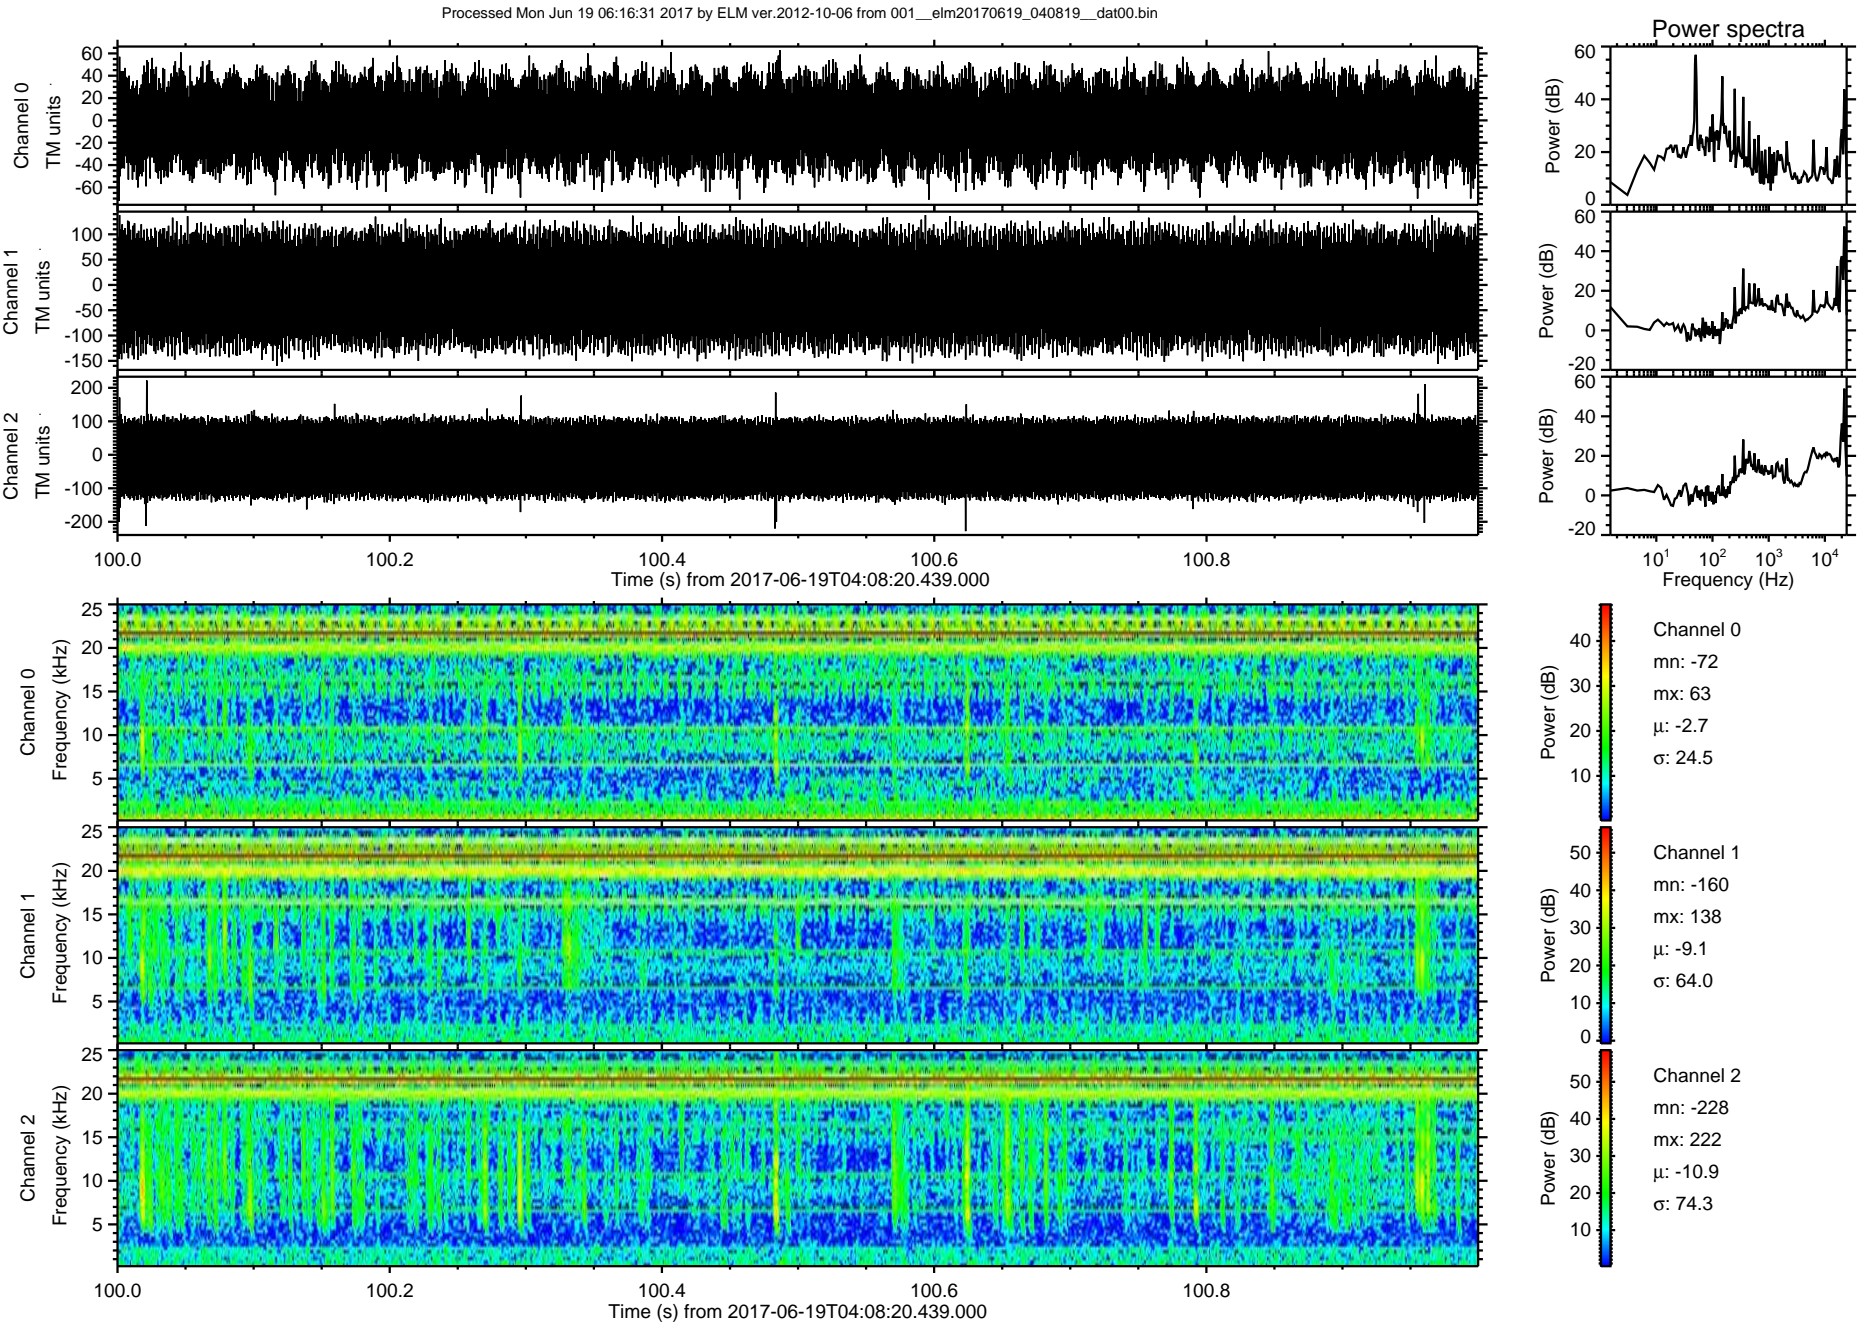 Processed Mon Jun 19 06:16:31 2017 by ELM ver.2012-10-06 from 001__elm20170619_040819__dat00.bin
Power spectra
Channel 0
TM units
60
40
20
0
-20
-40
-60
Power (dB)
60
40
20
0
Channel 1
TM units
100
50
0
-50
-100
-150
Power (dB)
60
40
20
0
-20
Channel 2
TM units
200
100
0
-100
-200
Power (dB)
60
40
20
0
-20
100.0 100.2 100.4 100.6 100.8
Time (s) from 2017-06-19T04:08:20.439.000
10¹ 10² 10³ 10⁴
Frequency (Hz)
Channel 0
Frequency (kHz)
25
20
15
10
5
Power (dB)
40
30
20
10
Channel 0
mn: -72
mx: 63
μ: -2.7
σ: 24.5
Channel 1
Frequency (kHz)
25
20
15
10
5
Power (dB)
50
40
30
20
10
0
Channel 1
mn: -160
mx: 138
μ: -9.1
σ: 64.0
Channel 2
Frequency (kHz)
25
20
15
10
5
Power (dB)
50
40
30
20
10
Channel 2
mn: -228
mx: 222
μ: -10.9
σ: 74.3
100.0 100.2 100.4 100.6 100.8
Time (s) from 2017-06-19T04:08:20.439.000